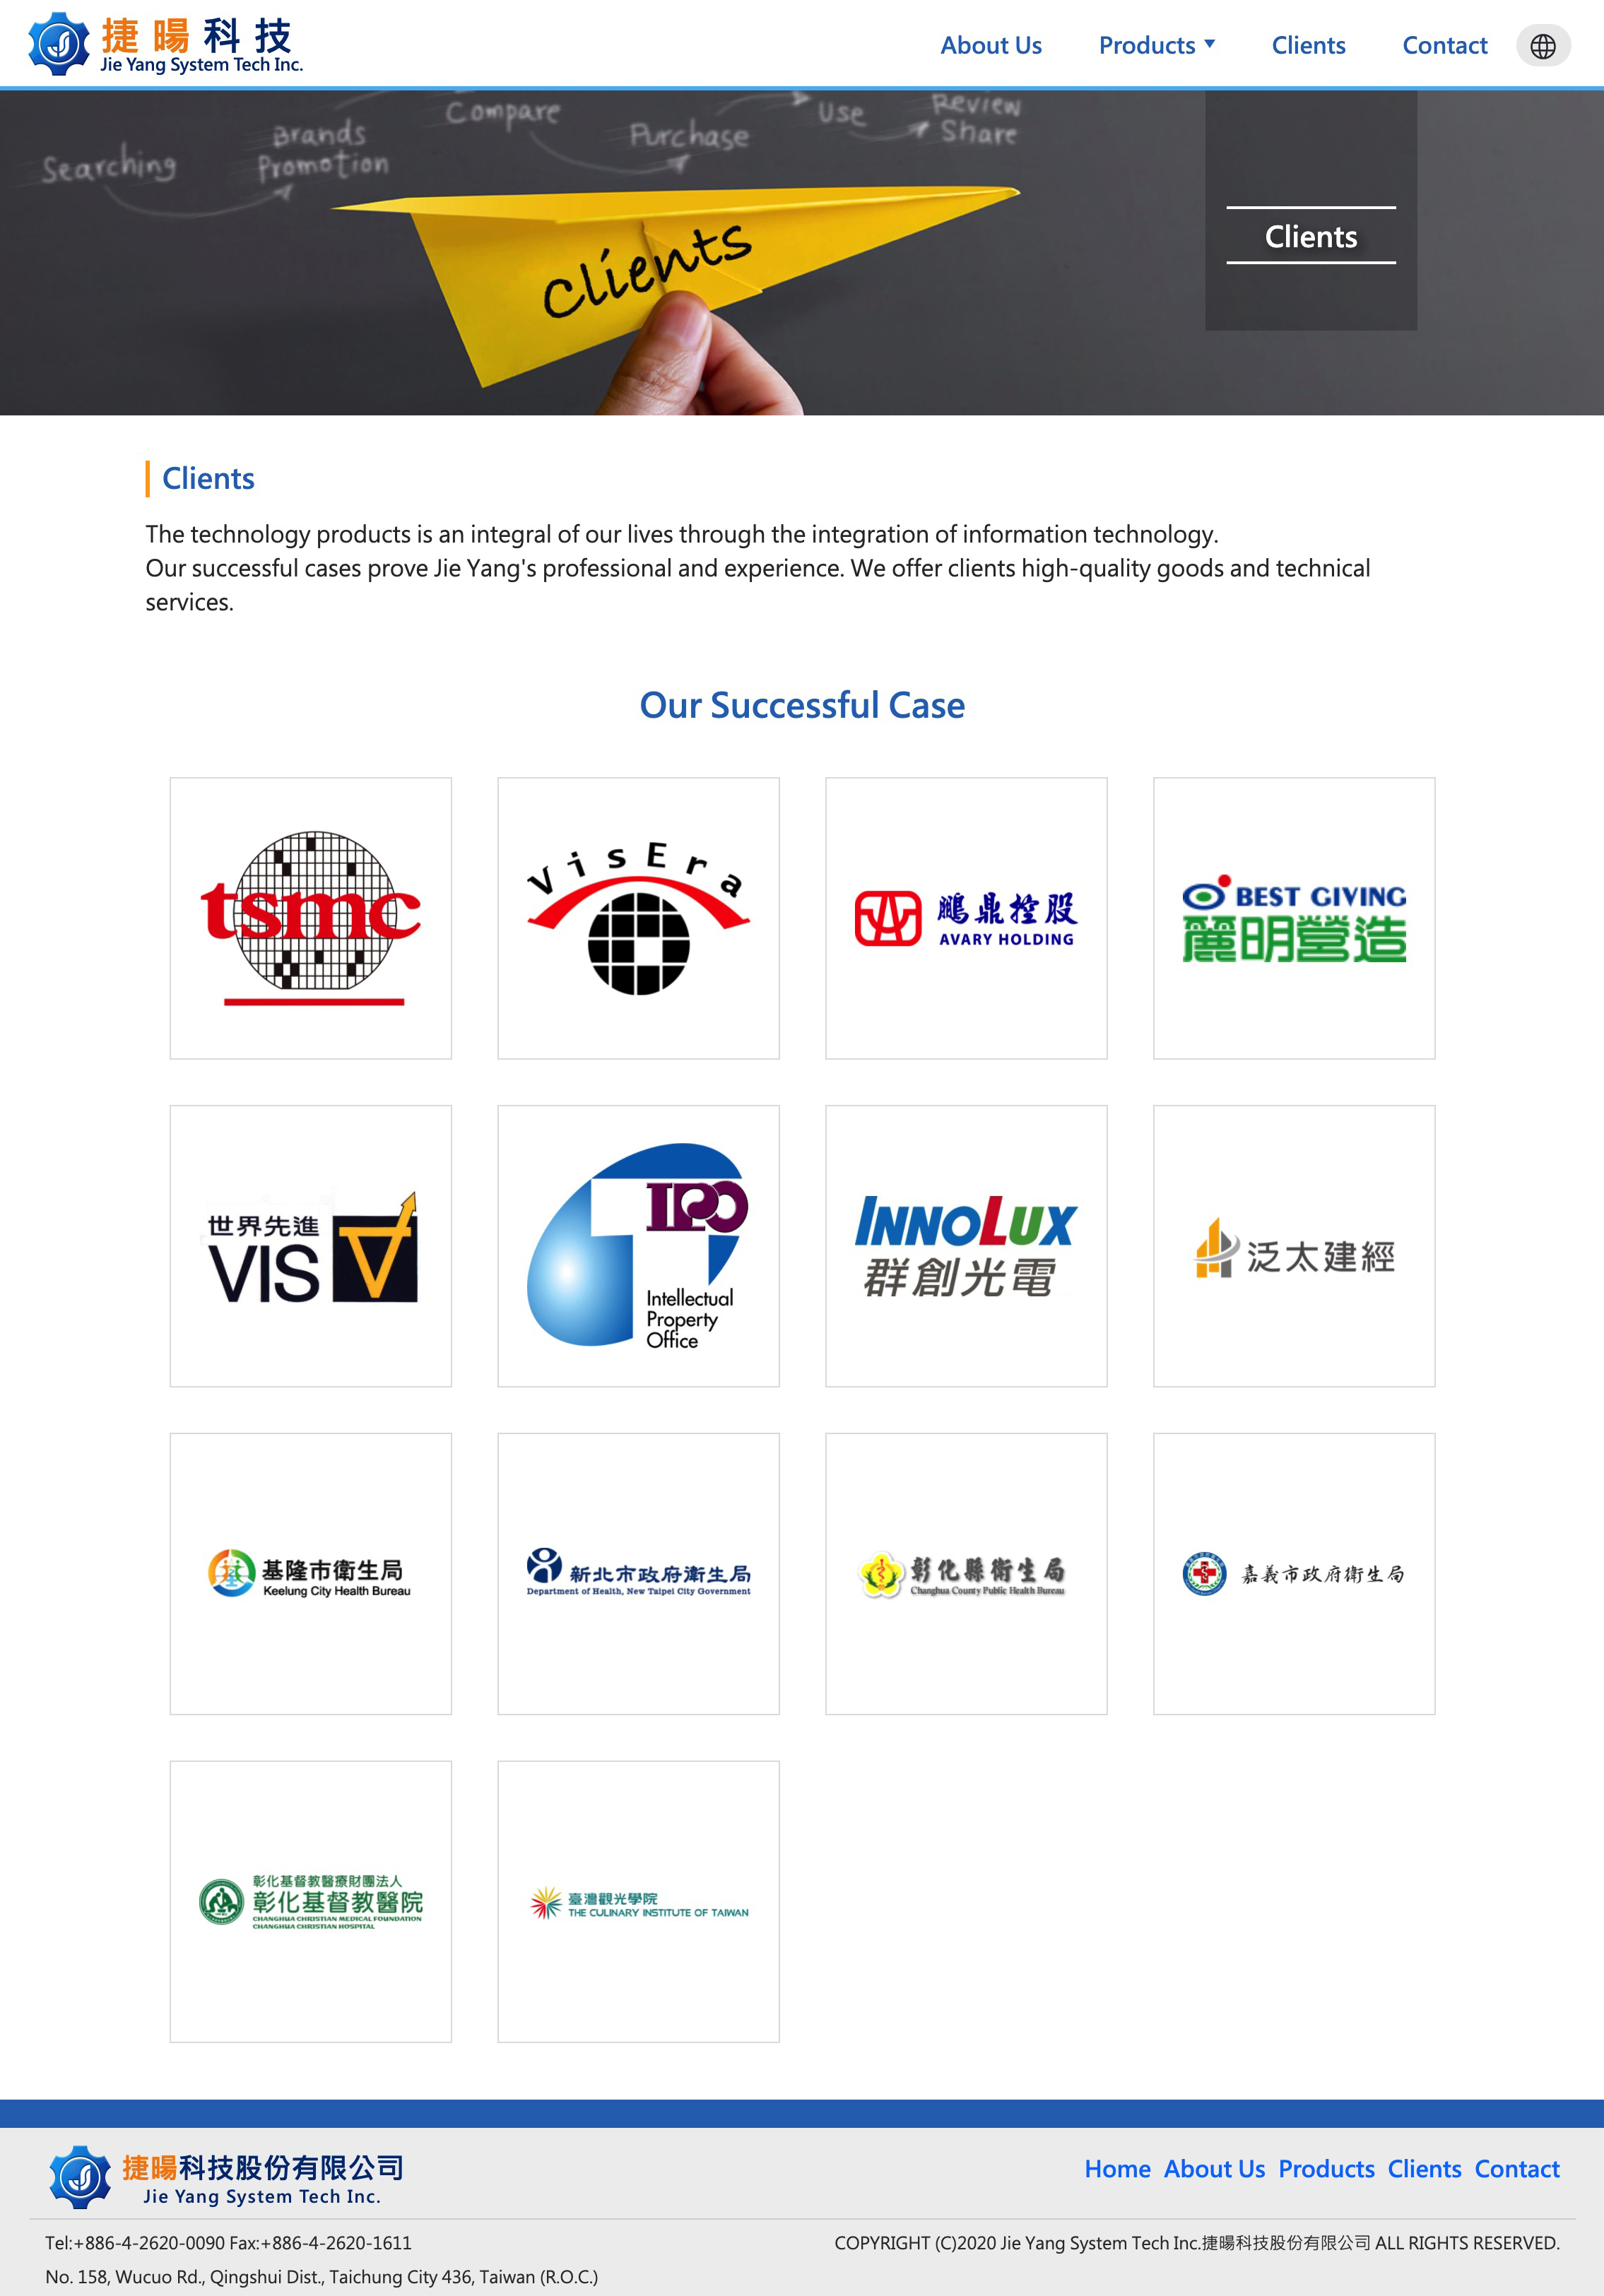 捷暘科技
Jie Yang System Tech Inc.
About Us
Products
Clients
Contact
Searching
Brands
Promotion
Compare
Purchase
Use
Review
Share
Clients
Clients
Clients
The technology products is an integral of our lives through the integration of information technology.
Our successful cases prove Jie Yang's professional and experience. We offer clients high-quality goods and technical
services.
Our Successful Case
tsmc
VisEra
鵬鼎控股
AVARY HOLDING
BEST GIVING
麗明營造
世界先進
VIS
IPO
Intellectual
Property
Office
INNOLUX
群創光電
泛太建經
基隆市衛生局
Keelung City Health Bureau
新北市政府衛生局
Department of Health, New Taipei City Government
彰化縣衛生局
Changhua County Public Health Bureau
嘉義市政府衛生局
彰化基督教醫療財團法人
彰化基督教醫院
CHANGHUA CHRISTIAN MEDICAL FOUNDATION
CHANGHUA CHRISTIAN HOSPITAL
臺灣觀光學院
THE CULINARY INSTITUTE OF TAIWAN
捷暘科技股份有限公司
Jie Yang System Tech Inc.
Home About Us Products Clients Contact
Tel:+886-4-2620-0090 Fax:+886-4-2620-1611
COPYRIGHT (C)2020 Jie Yang System Tech Inc.捷暘科技股份有限公司 ALL RIGHTS RESERVED.
No. 158, Wucuo Rd., Qingshui Dist., Taichung City 436, Taiwan (R.O.C.)